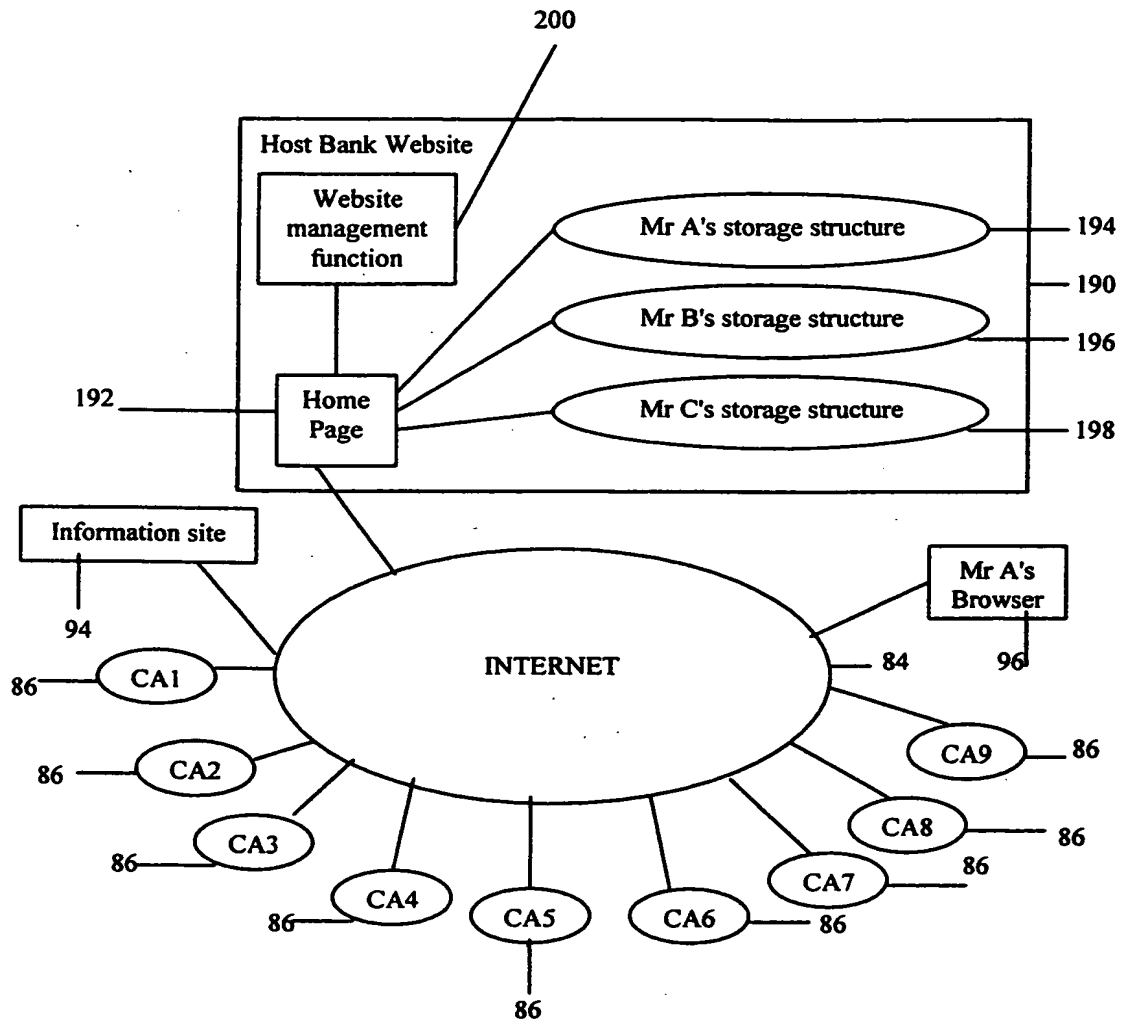 200
Host Bank Website
Website
management
function
Mr A's storage structure
194
190
Mr B's storage structure
196
192
Home
Page
Mr C's storage structure
198
Information site
94
Mr A's
Browser
96
INTERNET
84
86
CA1
86
CA2
86
CA3
86
CA4
86
CA5
CA6
86
CA7
86
CA8
86
CA9
86